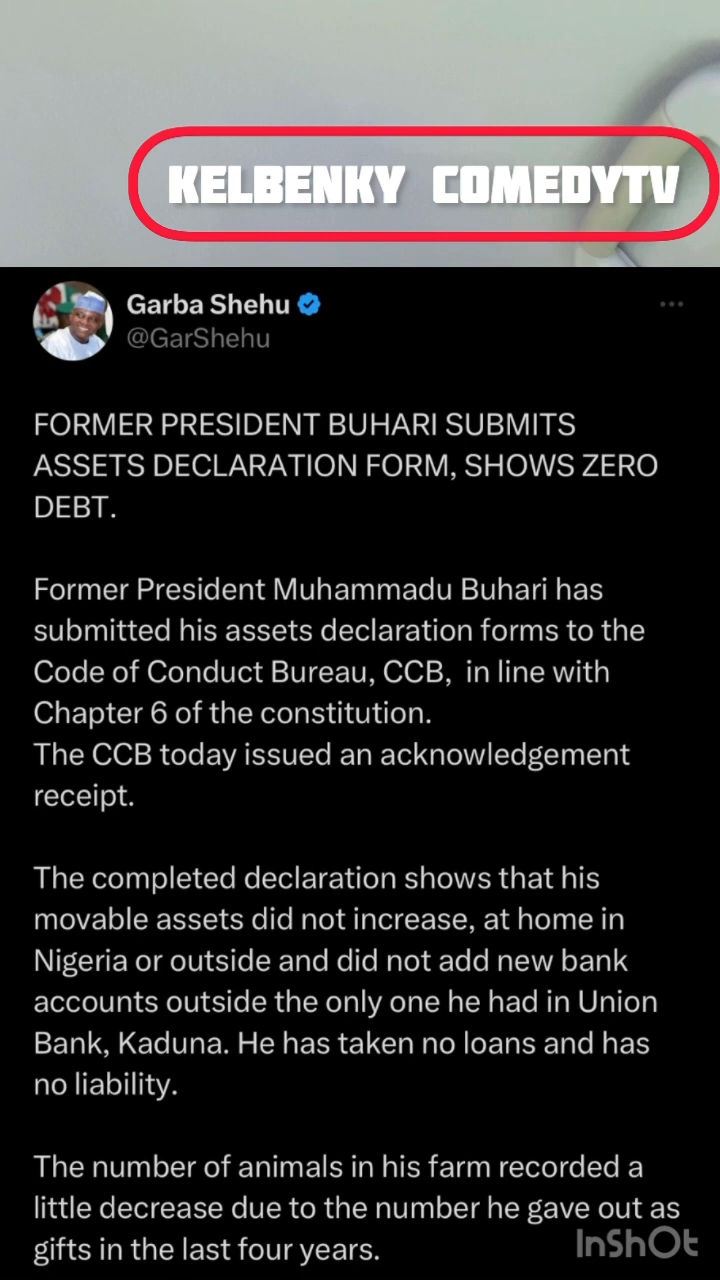 KELBENKY COMEDYTV
Garba Shehu
@GarShehu
FORMER PRESIDENT BUHARI SUBMITS
ASSETS DECLARATION FORM, SHOWS ZERO
DEBT.
Former President Muhammadu Buhari has
submitted his assets declaration forms to the
Code of Conduct Bureau, CCB,  in line with
Chapter 6 of the constitution.
The CCB today issued an acknowledgement
receipt.
The completed declaration shows that his
movable assets did not increase, at home in
Nigeria or outside and did not add new bank
accounts outside the only one he had in Union
Bank, Kaduna. He has taken no loans and has
no liability.
The number of animals in his farm recorded a
little decrease due to the number he gave out as
gifts in the last four years.
InShOt